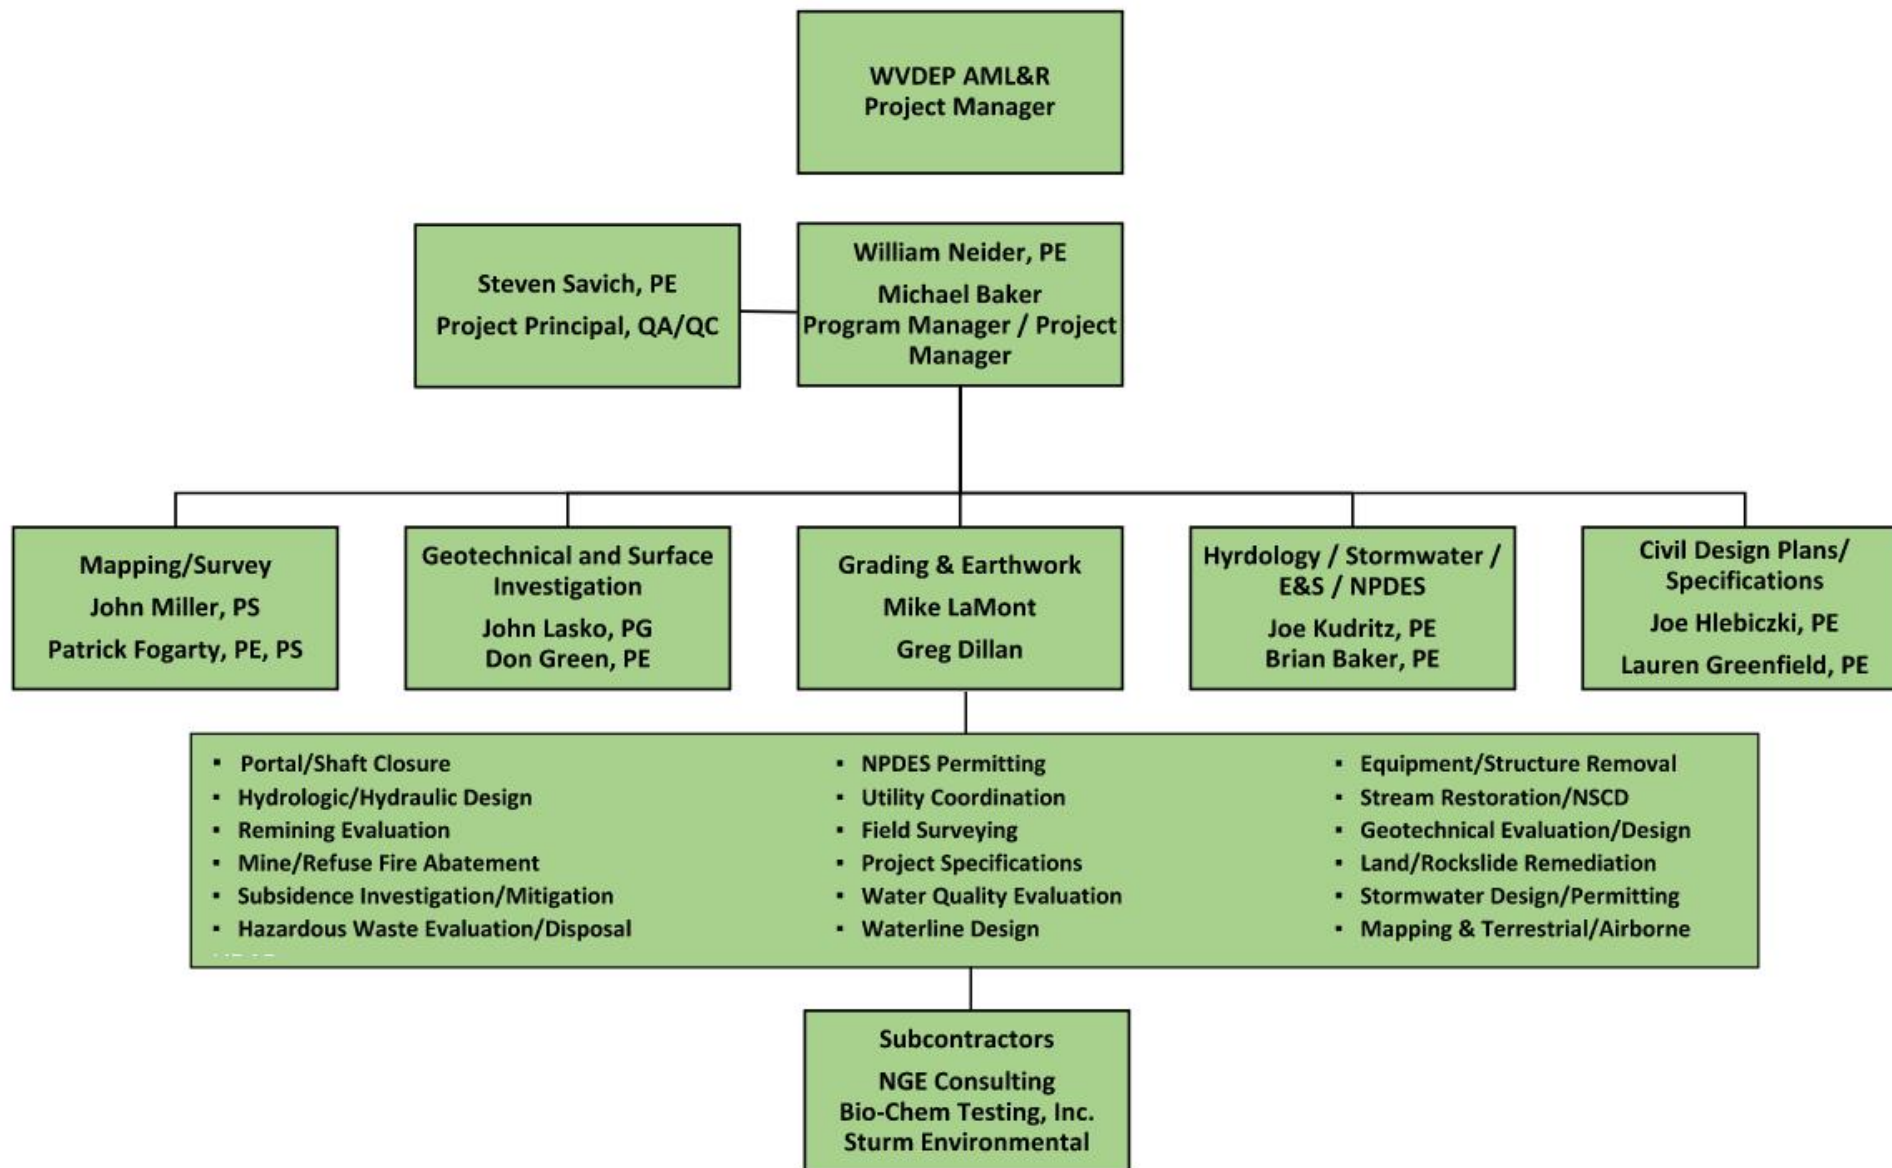 WVDEP AML&R
Project Manager
Steven Savich, PE
Project Principal, QA/QC
William Neider, PE
Michael Baker
Program Manager / Project
Manager
Mapping/Survey
John Miller, PS
Patrick Fogarty, PE, PS
Geotechnical and Surface
Investigation
John Lasko, PG
Don Green, PE
Grading & Earthwork
Mike LaMont
Greg Dillan
Hyrdology / Stormwater /
E&S / NPDES
Joe Kudritz, PE
Brian Baker, PE
Civil Design Plans/
Specifications
Joe Hlebiczki, PE
Lauren Greenfield, PE
▪ Portal/Shaft Closure
▪ Hydrologic/Hydraulic Design
▪ Remining Evaluation
▪ Mine/Refuse Fire Abatement
▪ Subsidence Investigation/Mitigation
▪ Hazardous Waste Evaluation/Disposal
▪ NPDES Permitting
▪ Utility Coordination
▪ Field Surveying
▪ Project Specifications
▪ Water Quality Evaluation
▪ Waterline Design
▪ Equipment/Structure Removal
▪ Stream Restoration/NSCD
▪ Geotechnical Evaluation/Design
▪ Land/Rockslide Remediation
▪ Stormwater Design/Permitting
▪ Mapping & Terrestrial/Airborne
Subcontractors
NGE Consulting
Bio-Chem Testing, Inc.
Sturm Environmental